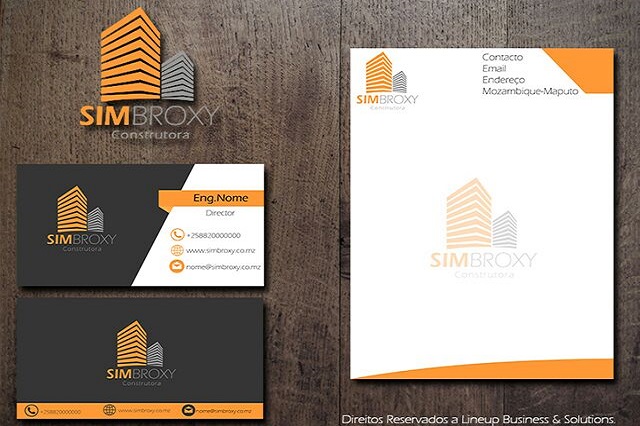 SIMBROXY
Construtora
SIMBROXY
Construtora
Eng.Nome
Director
+258820000000
www.simbroxy.co.mz
nome@simbroxy.co.mz
SIMBROXY
Construtora
+258820000000
www.simbroxy.co.mz
nome@simbroxy.co.mz
SIMBROXY
Construtora
Contacto
Email
Endereço
Mozambique-Maputo
SIMBROXY
Construtora
Direitos Reservados a Lineup Business & Solutions.